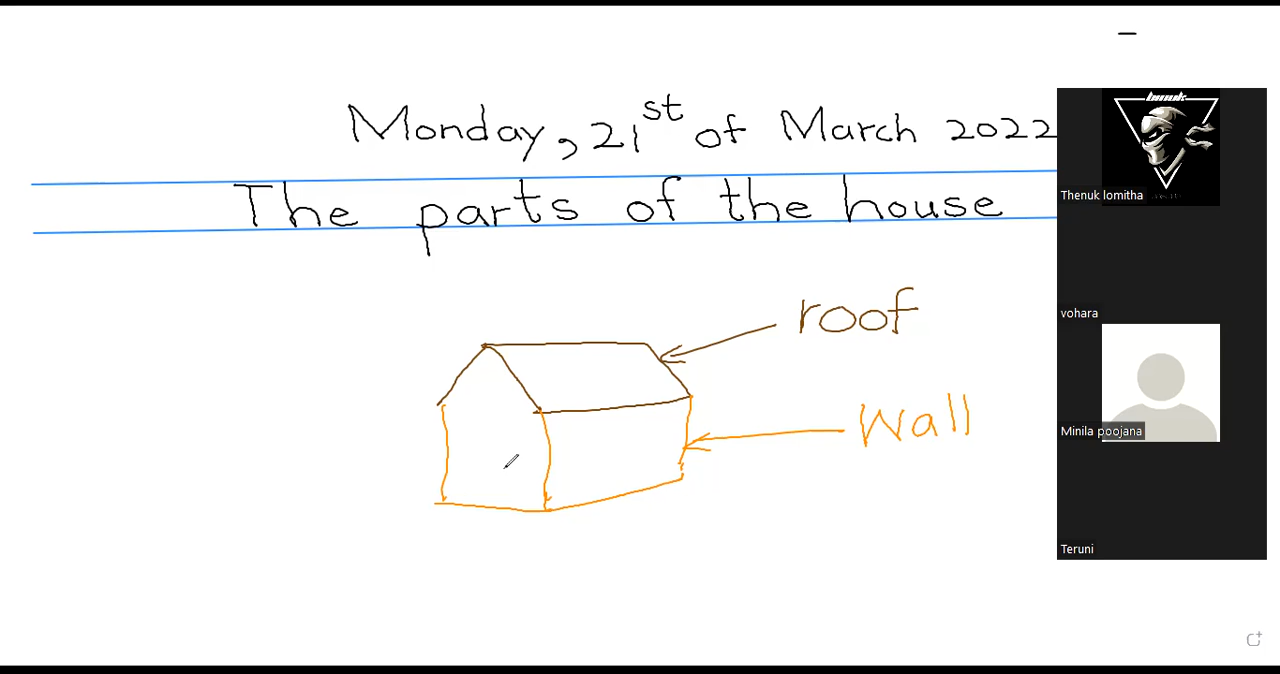 Monday, 21st of March 2022
The parts of the house
roof
Wall
Thenuk lomitha
vohara
Minila poojana
Teruni